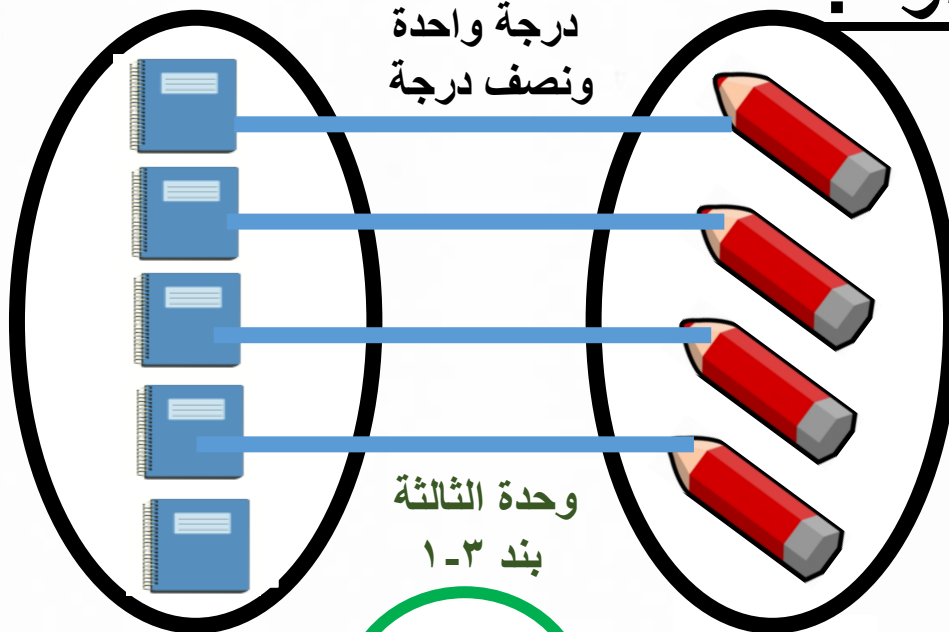 درجة واحدة
ونصف درجة
وحدة الثالثة
بند ٣-١